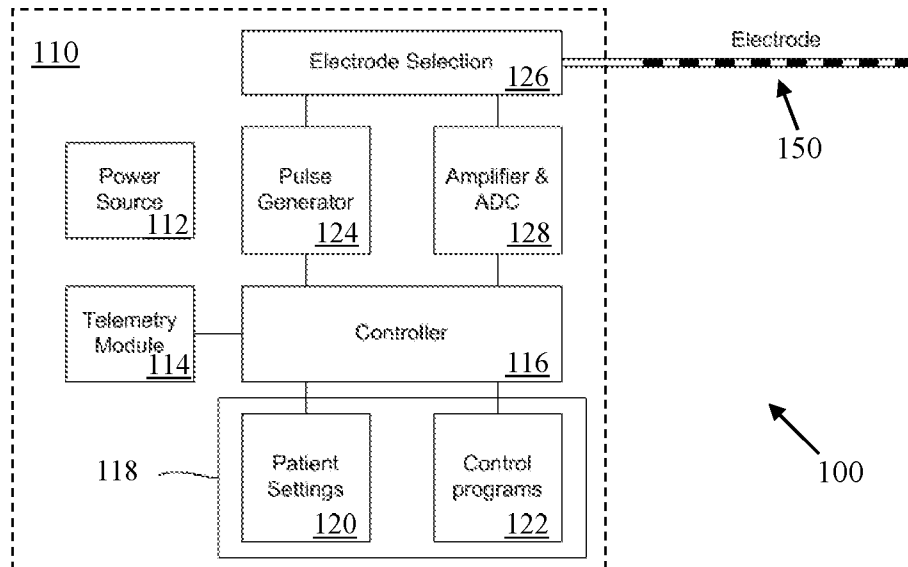 110
Electrode Selection
126
Electrode
150
Power
Source
112
Pulse
Generator
124
Amplifier &
ADC
128
Telemetry
Module
114
Controller
116
118
Patient
Settings
120
Control
programs
122
100